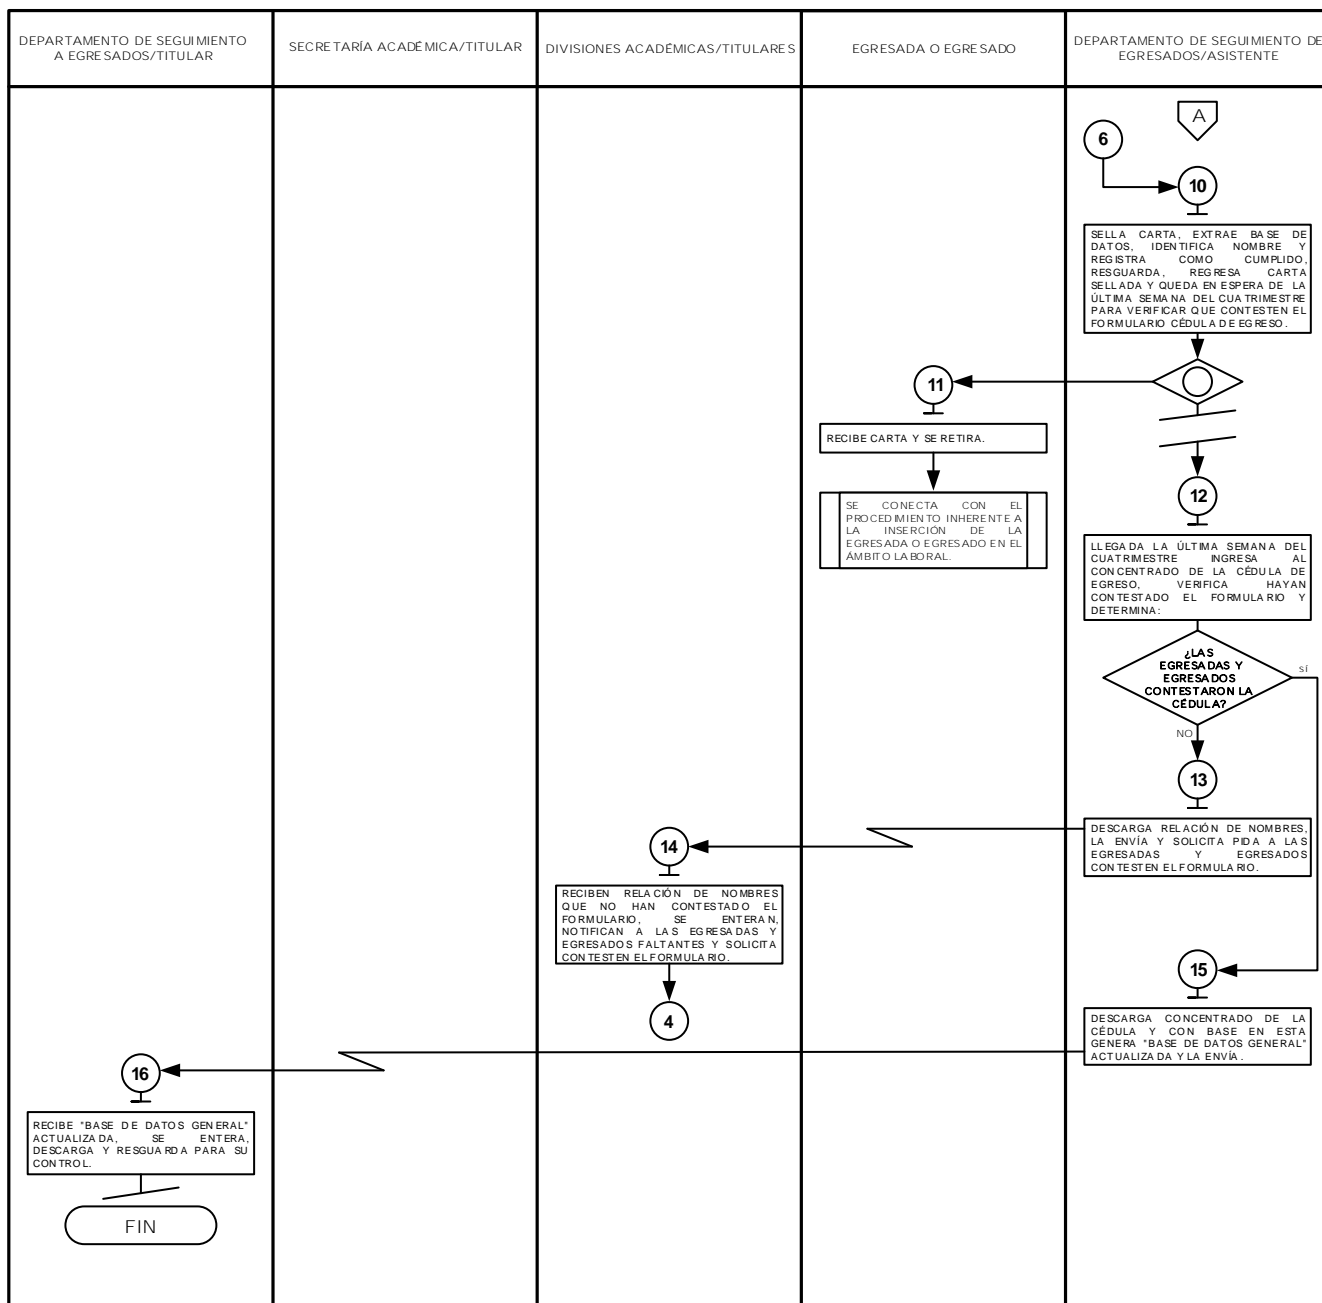 DEPARTAMENTO DE SEGUIMIENTO
A EGRESADOS/TITULAR
SECRETARÍA ACADÉMICA/TITULAR
DIVISIONES ACADÉMICAS/TITULARES
EGRESADA O EGRESADO
DEPARTAMENTO DE SEGUIMIENTO DE
EGRESADOS/ASISTENTE
A
6
10
SELLA CARTA, EXTRAE BASE DE
DATOS, IDENTIFICA NOMBRE Y
REGISTRA COMO CUMPLIDO,
RESGUARDA, REGRESA CARTA
SELLADA Y QUEDA EN ESPERA DE LA
ÚLTIMA SEMANA DEL CUATRIMESTRE
PARA VERIFICAR QUE CONTESTEN EL
FORMULARIO CÉDULA DE EGRESO.
11
RECIBE CARTA Y SE RETIRA.
SE CONECTA CON EL
PROCEDIMIENTO INHERENTE A
LA INSERCIÓN DE LA
EGRESADA O EGRESADO EN EL
ÁMBITO LABORAL.
12
LLEGADA LA ÚLTIMA SEMANA DEL
CUATRIMESTRE INGRESA AL
CONCENTRADO DE LA CÉDULA DE
EGRESO, VERIFICA HAYAN
CONTESTADO EL FORMULARIO Y
DETERMINA:
¿LAS
EGRESADAS Y
EGRESADOS
CONTESTARON LA
CÉDULA?
SÍ
NO
13
DESCARGA RELACIÓN DE NOMBRES,
LA ENVÍA Y SOLICITA PIDA A LAS
EGRESADAS Y EGRESADOS
CONTESTEN EL FORMULARIO.
14
RECIBEN RELACIÓN DE NOMBRES
QUE NO HAN CONTESTADO EL
FORMULARIO, SE ENTERAN,
NOTIFICAN A LAS EGRESADAS Y
EGRESADOS FALTANTES Y SOLICITA
CONTESTEN EL FORMULARIO.
4
15
DESCARGA CONCENTRADO DE LA
CÉDULA Y CON BASE EN ESTA
GENERA "BASE DE DATOS GENERAL"
ACTUALIZADA Y LA ENVÍA.
16
RECIBE "BASE DE DATOS GENERAL"
ACTUALIZADA, SE ENTERA,
DESCARGA Y RESGUARDA PARA SU
CONTROL.
FIN